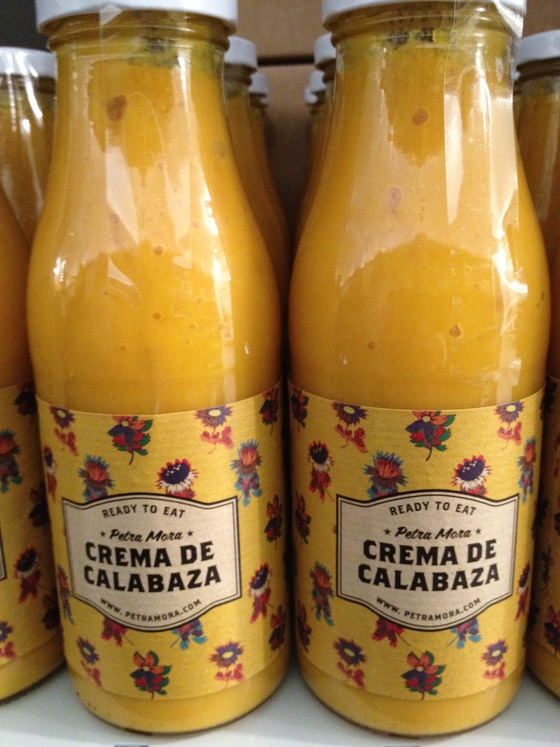 READY TO EAT
★ Petra Mora ★
CREMA DE
CALABAZA
WWW.PETRAMORA.COM
READY TO EAT
★ Petra Mora ★
CREMA DE
CALABAZA
WWW.PETRAMORA.COM